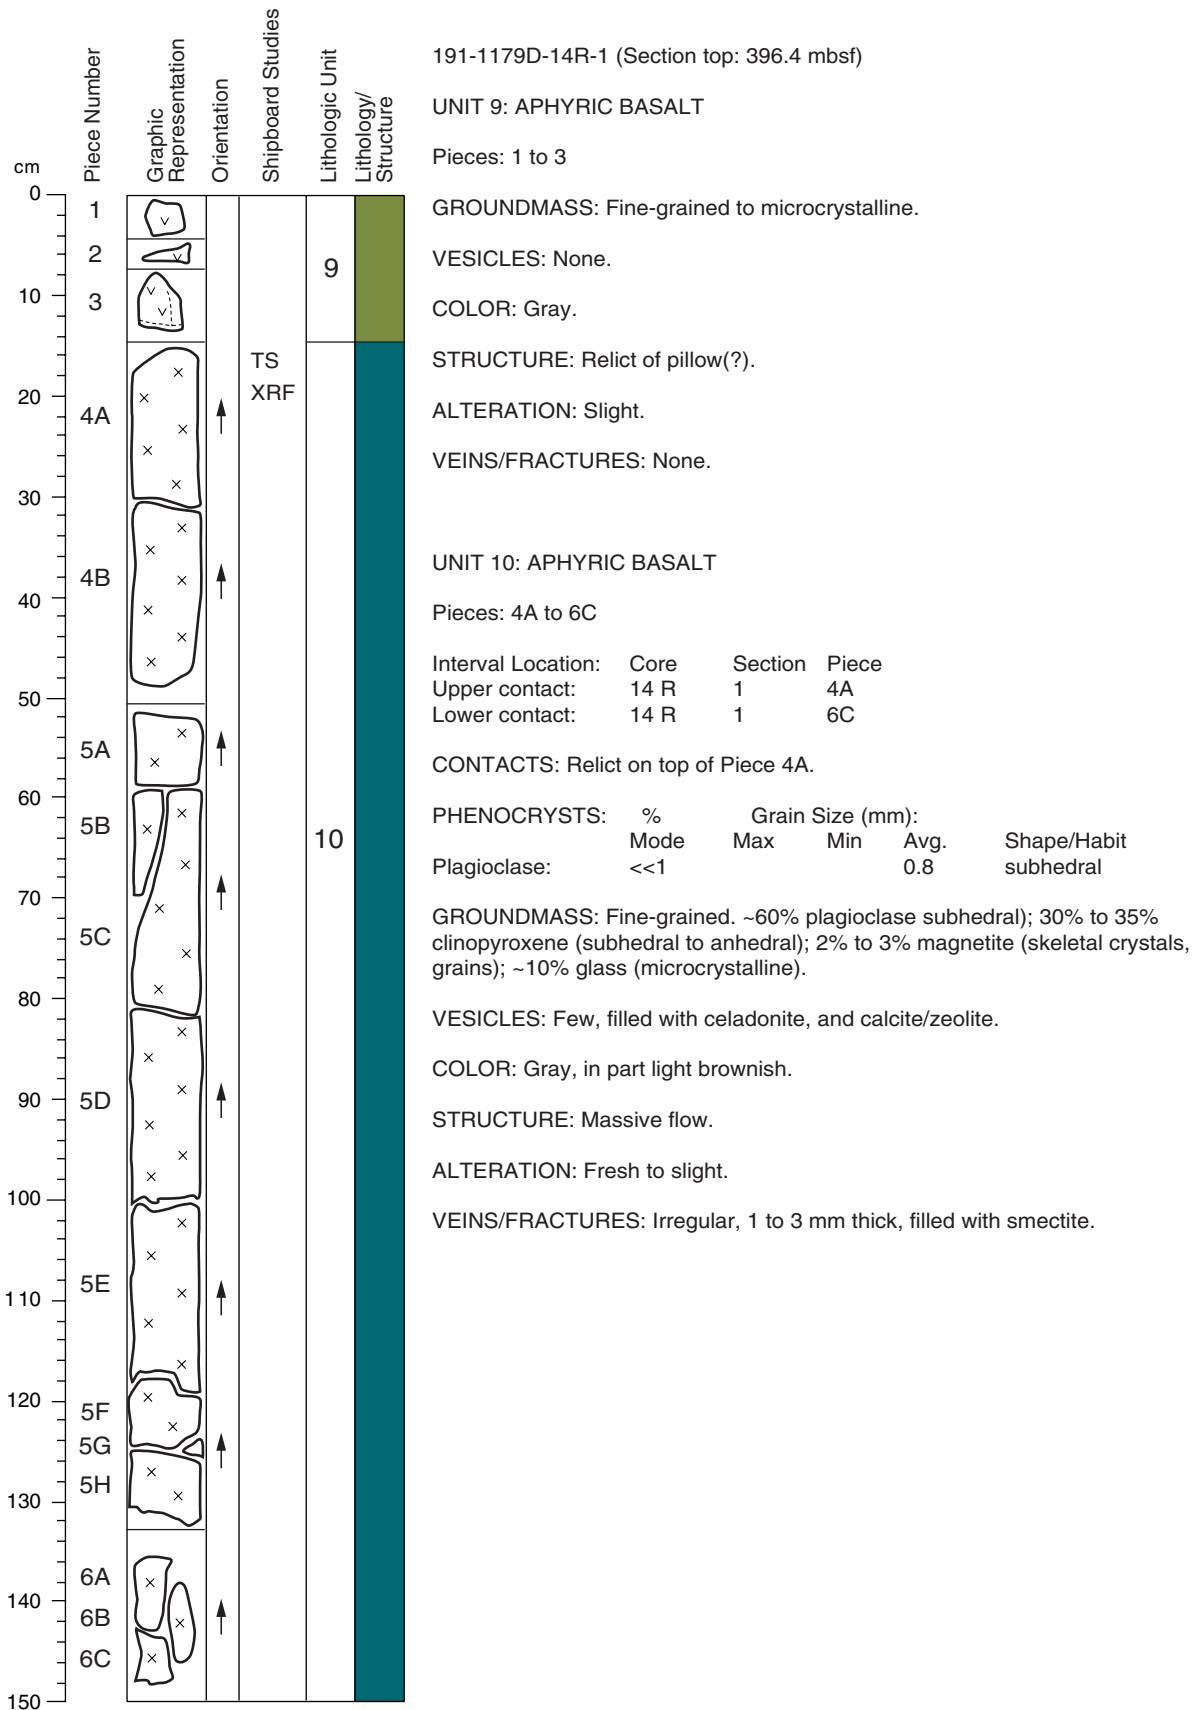 cm
Piece Number
Graphic
Representation
Orientation
Shipboard Studies
Lithologic Unit
Lithology/
Structure
0
10
20
30
40
50
60
70
80
90
100
110
120
130
140
150
1
2
3
4A
4B
5A
5B
5C
5D
5E
5F
5G
5H
6A
6B
6C
TS
XRF
9
10
191-1179D-14R-1 (Section top: 396.4 mbsf)
UNIT 9: APHYRIC BASALT
Pieces: 1 to 3
GROUNDMASS: Fine-grained to microcrystalline.
VESICLES: None.
COLOR: Gray.
STRUCTURE: Relict of pillow(?).
ALTERATION: Slight.
VEINS/FRACTURES: None.
UNIT 10: APHYRIC BASALT
Pieces: 4A to 6C
Interval Location: Core Section Piece
Upper contact: 14 R 1 4A
Lower contact: 14 R 1 6C
CONTACTS: Relict on top of Piece 4A.
PHENOCRYSTS: % Grain Size (mm):
Mode Max Min Avg. Shape/Habit
Plagioclase: <<1 0.8 subhedral
GROUNDMASS: Fine-grained. ~60% plagioclase subhedral); 30% to 35%
clinopyroxene (subhedral to anhedral); 2% to 3% magnetite (skeletal crystals,
grains); ~10% glass (microcrystalline).
VESICLES: Few, filled with celadonite, and calcite/zeolite.
COLOR: Gray, in part light brownish.
STRUCTURE: Massive flow.
ALTERATION: Fresh to slight.
VEINS/FRACTURES: Irregular, 1 to 3 mm thick, filled with smectite.